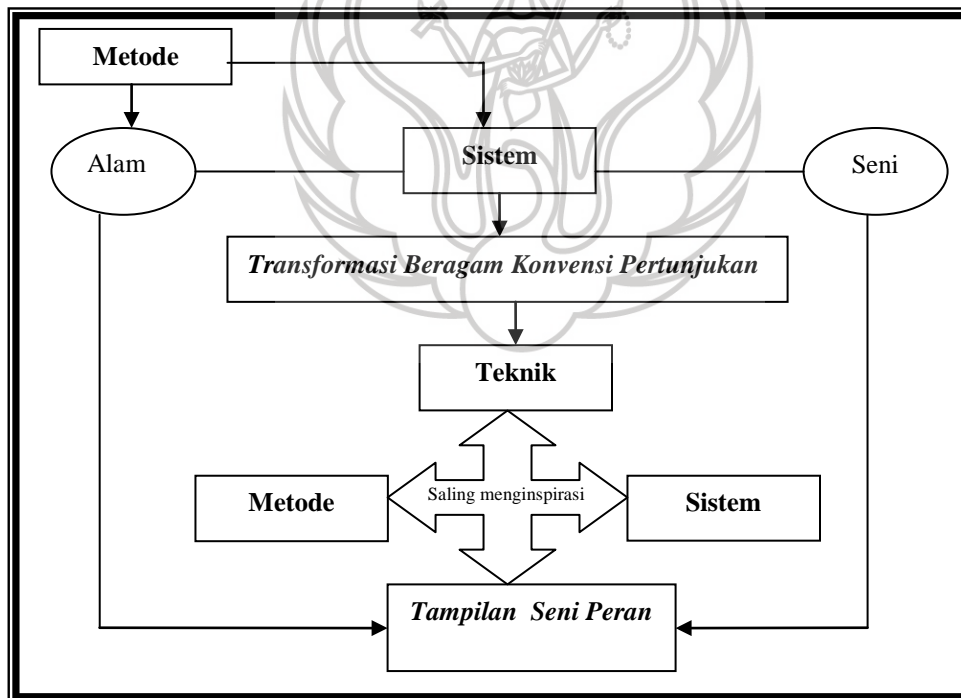 Metode
Alam
Sistem
Seni
Transformasi Beragam Konvensi Pertunjukan
Teknik
Metode
Saling menginspirasi
Sistem
Tampilan Seni Peran